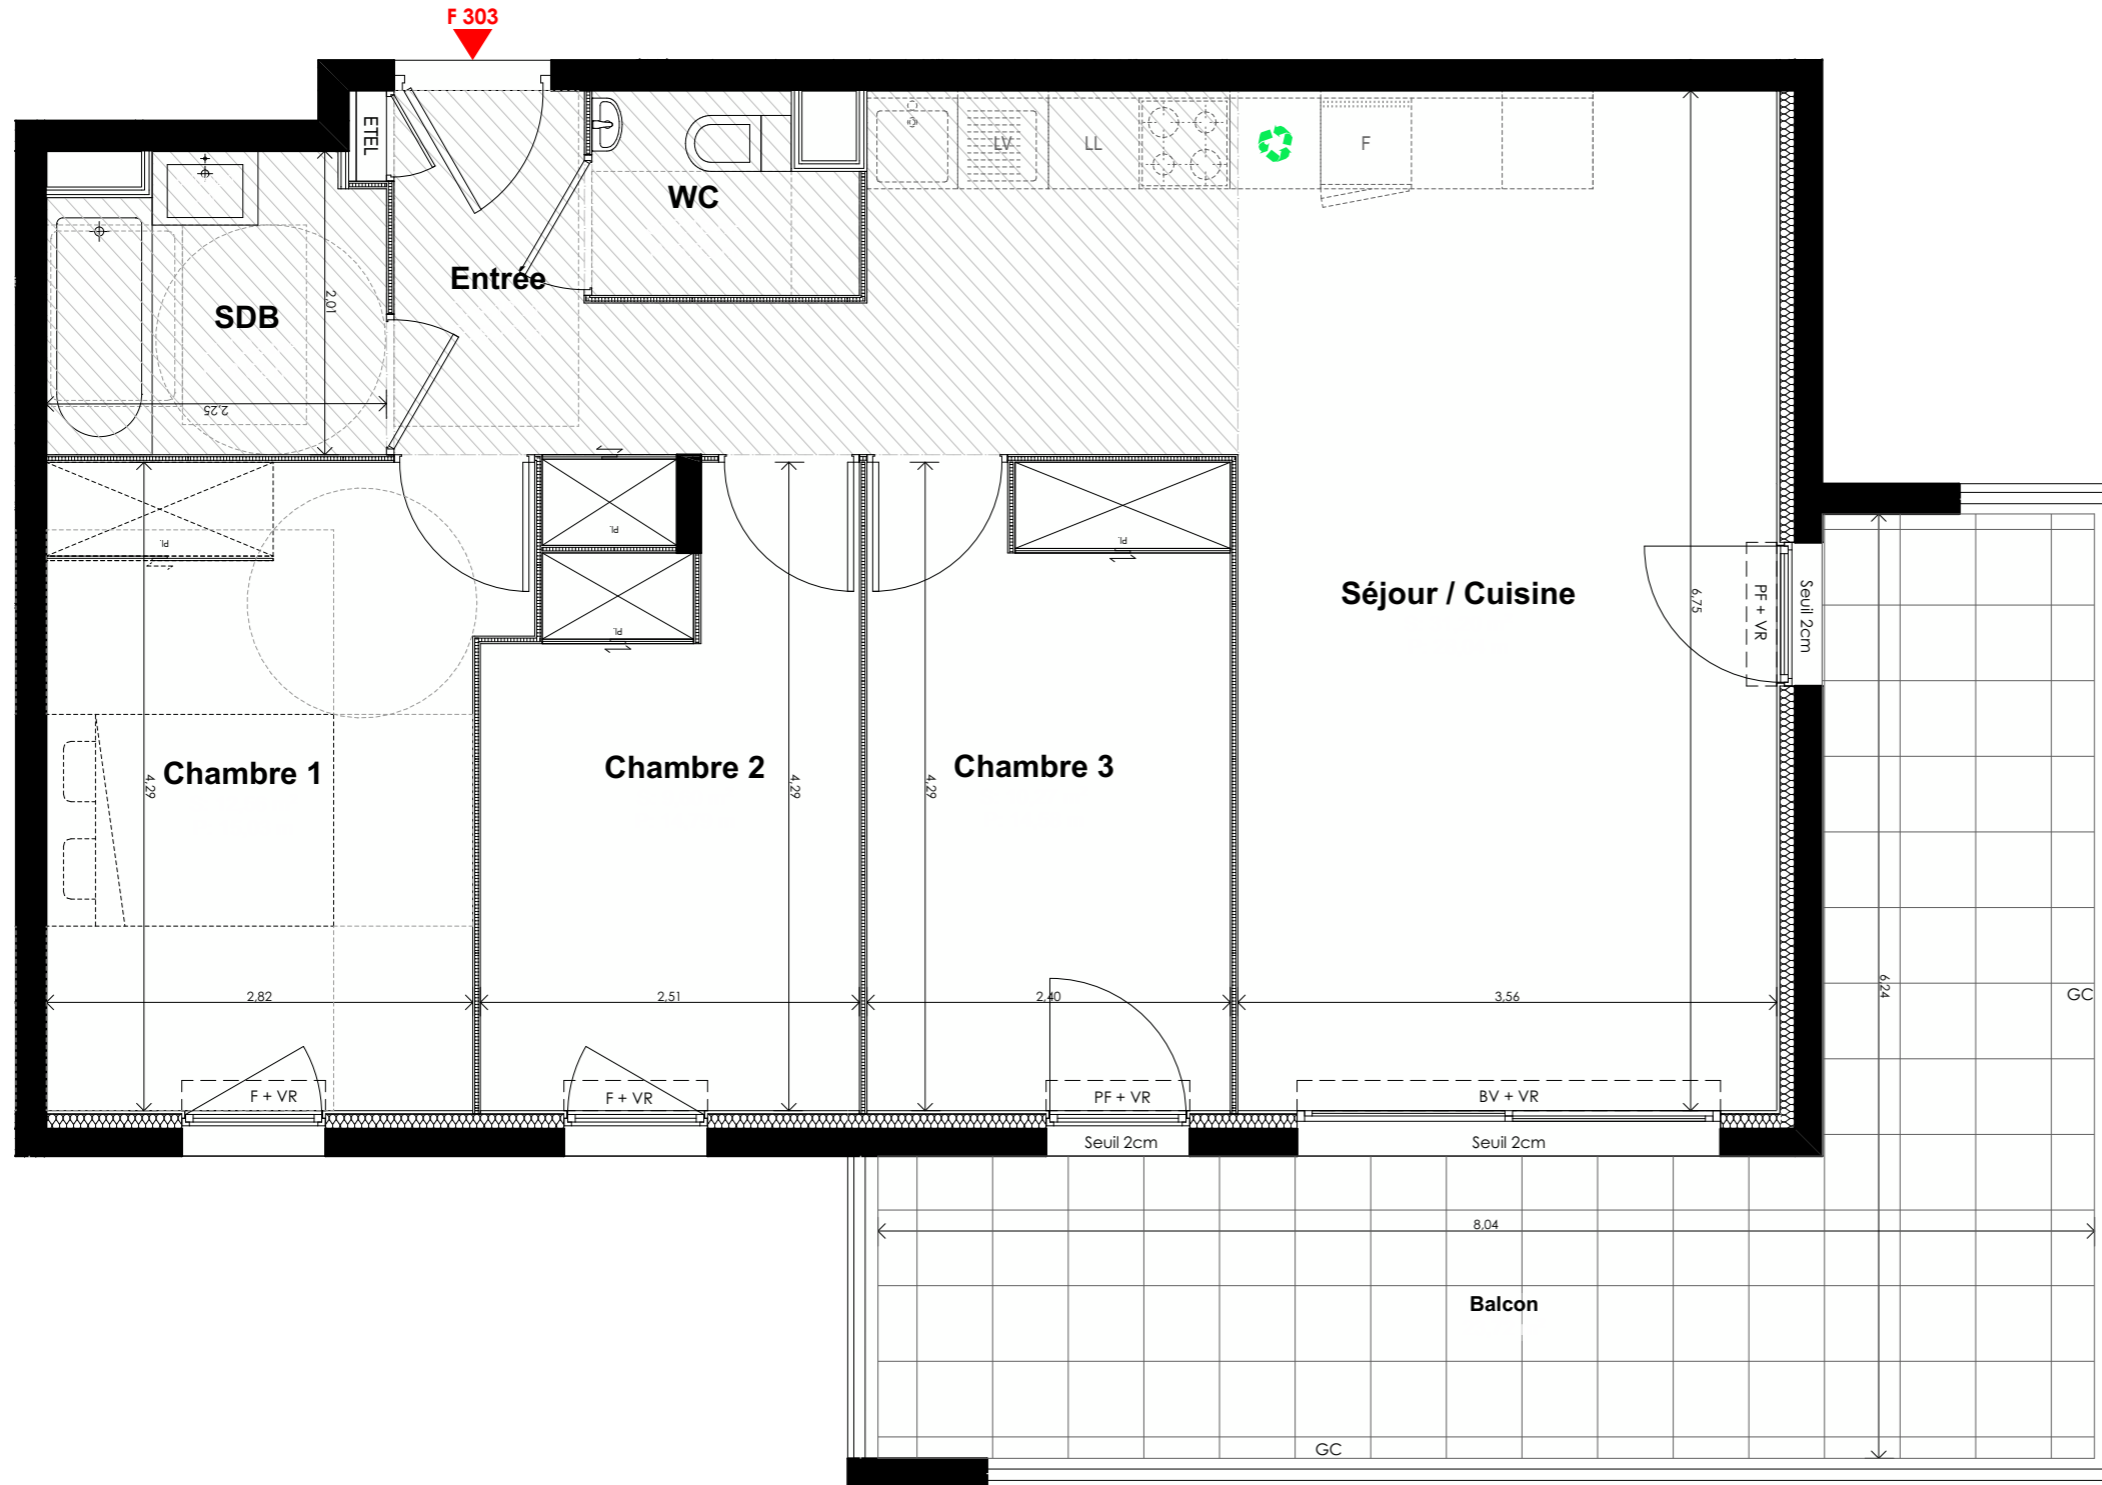 F 303
ETEL
WC
LV
LL
F
Entrée
SDB
2,01
2,25
PL
PL
PL
PL
Séjour / Cuisine
6,75
PF + VR
Seuil 2cm
Chambre 1
4,29
Chambre 2
4,29
Chambre 3
4,29
2,82
2,51
2,40
3,56
6,24
GC
F + VR
F + VR
PF + VR
BV + VR
Seuil 2cm
Seuil 2cm
8,04
Balcon
GC